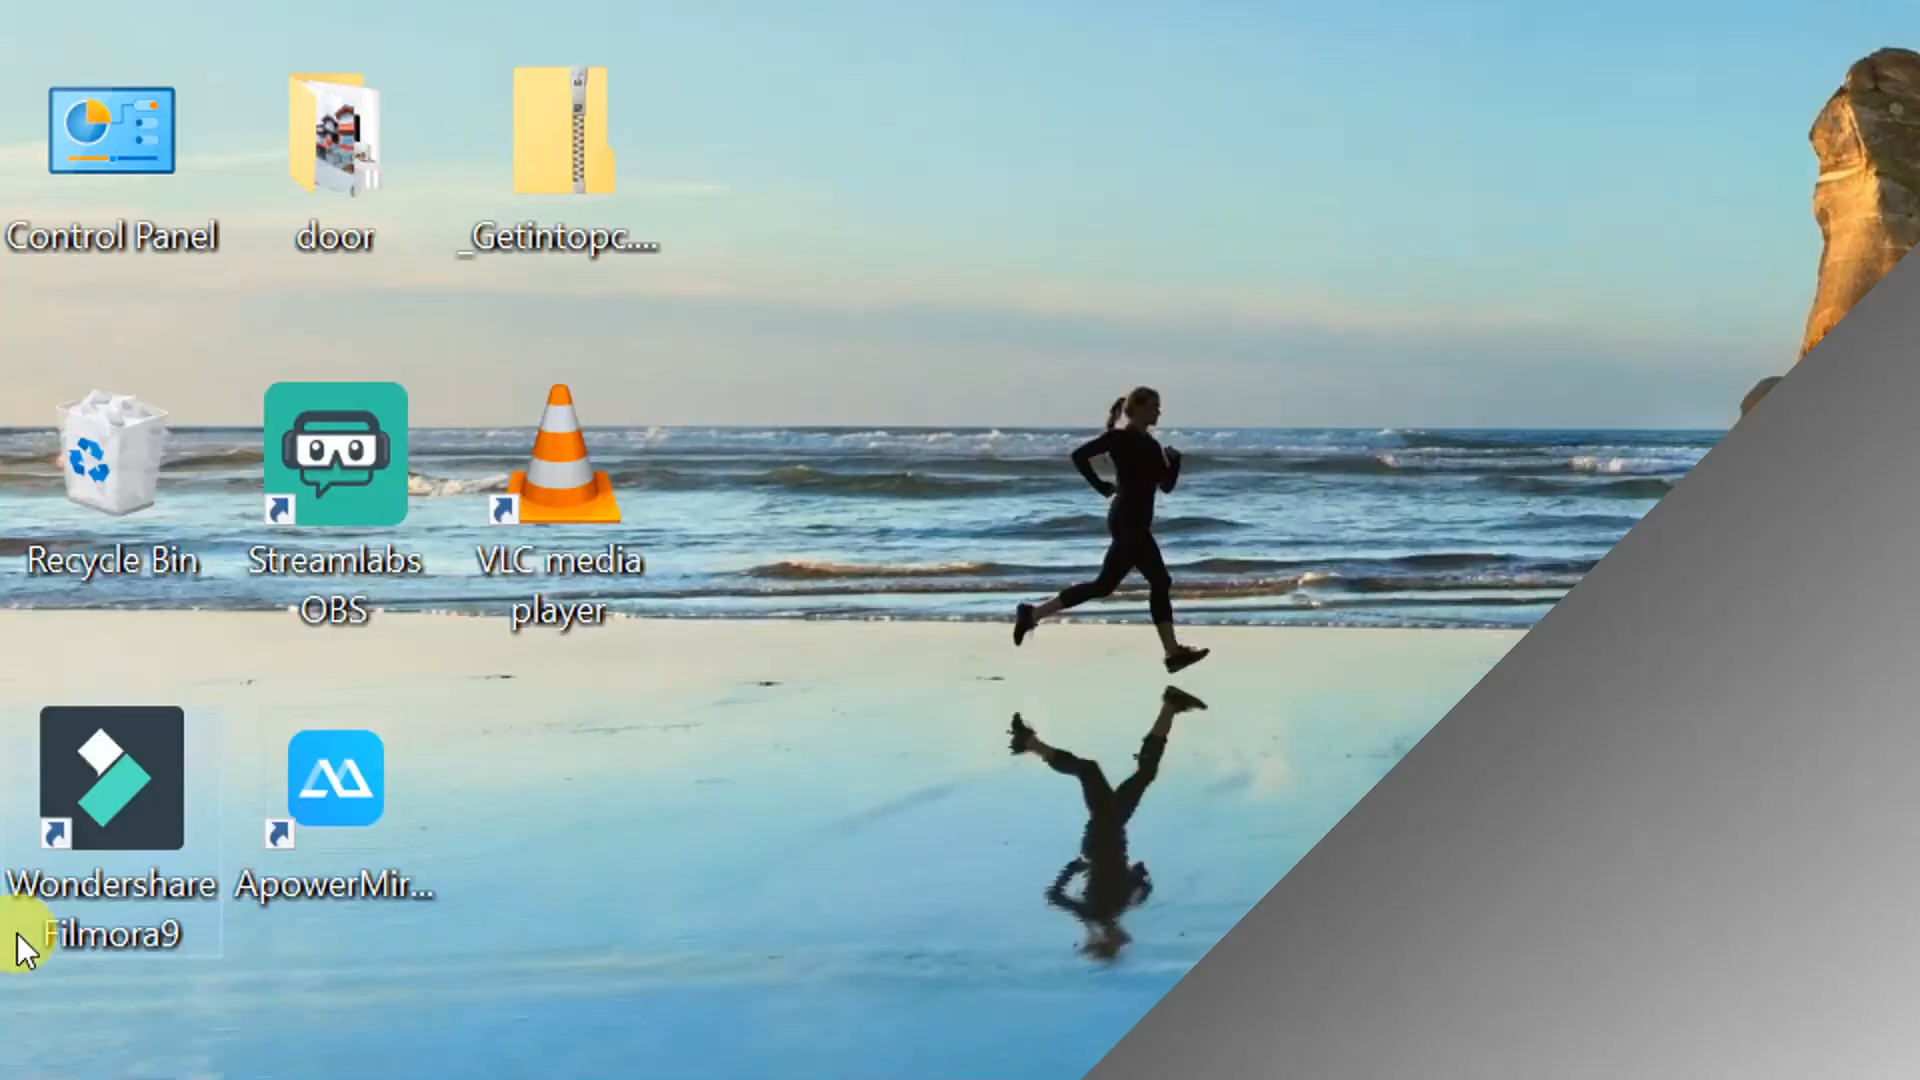 Control Panel
door
_Getintopc....
Recycle Bin
Streamlabs
OBS
VLC media
player
Wondershare
Filmora9
ApowerMir...